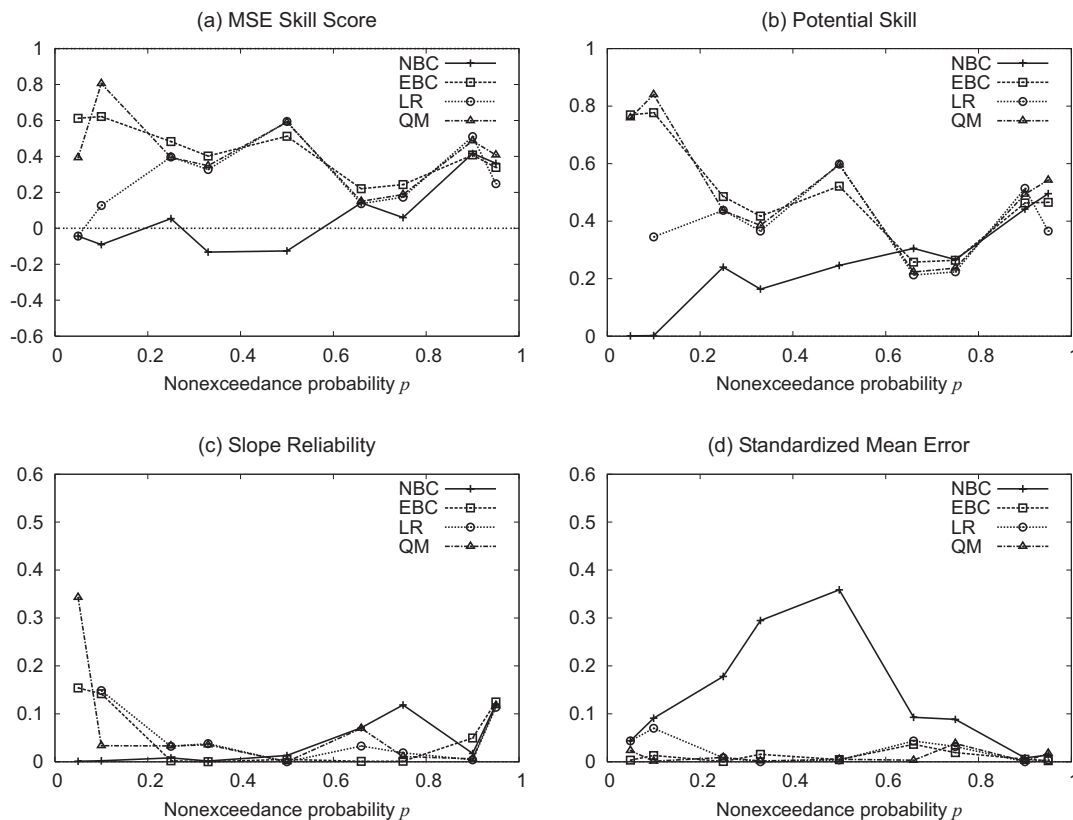 (a) MSE Skill Score
1
0.8
0.6
0.4
0.2
0
-0.2
-0.4
-0.6
NBC
EBC
LR
QM
0 0.2 0.4 0.6 0.8 1
Nonexceedance probability p
(b) Potential Skill
1
0.8
0.6
0.4
0.2
0
NBC
EBC
LR
QM
0 0.2 0.4 0.6 0.8 1
Nonexceedance probability p
(c) Slope Reliability
0.6
0.5
0.4
0.3
0.2
0.1
0
NBC
EBC
LR
QM
0 0.2 0.4 0.6 0.8 1
Nonexceedance probability p
(d) Standardized Mean Error
0.6
0.5
0.4
0.3
0.2
0.1
0
NBC
EBC
LR
QM
0 0.2 0.4 0.6 0.8 1
Nonexceedance probability p